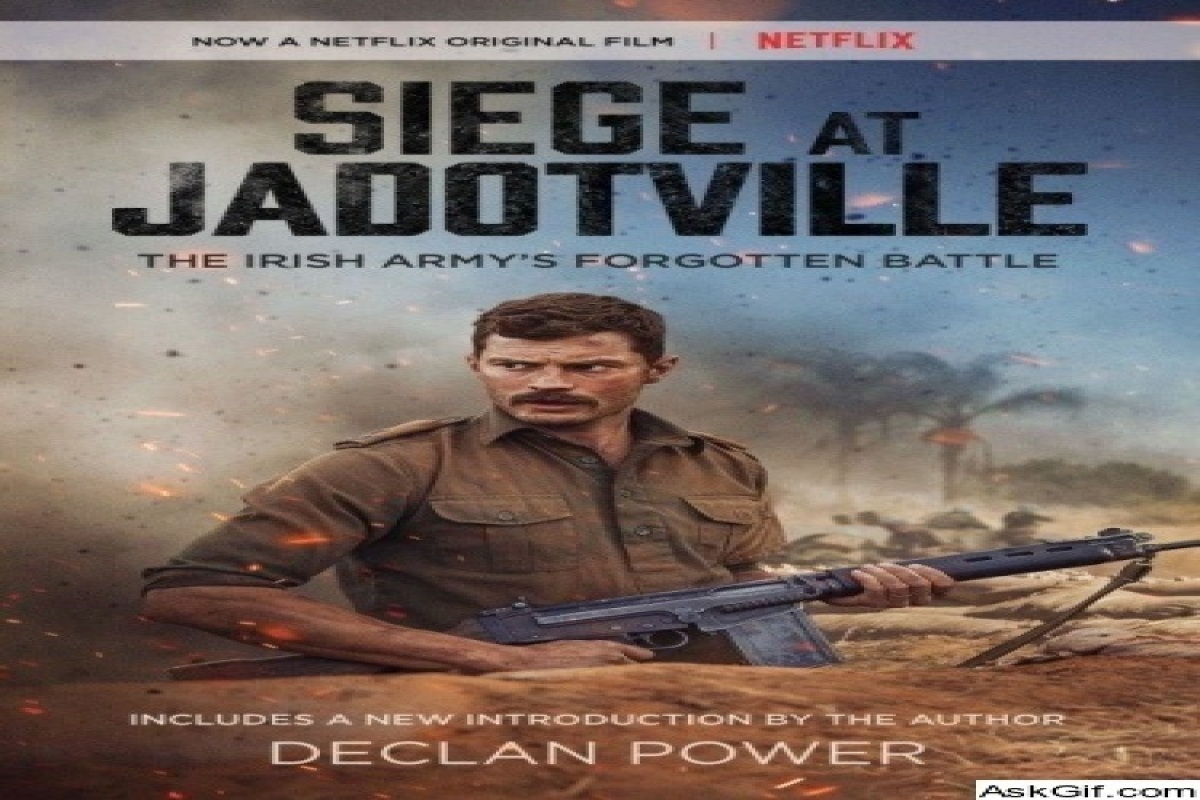 NOW A NETFLIX ORIGINAL FILM | NETFLIX
SIEGE AT
JADOTVILLE
THE IRISH ARMY'S FORGOTTEN BATTLE
INCLUDES A NEW INTRODUCTION BY THE AUTHOR
DECLAN POWER
AskGif.com